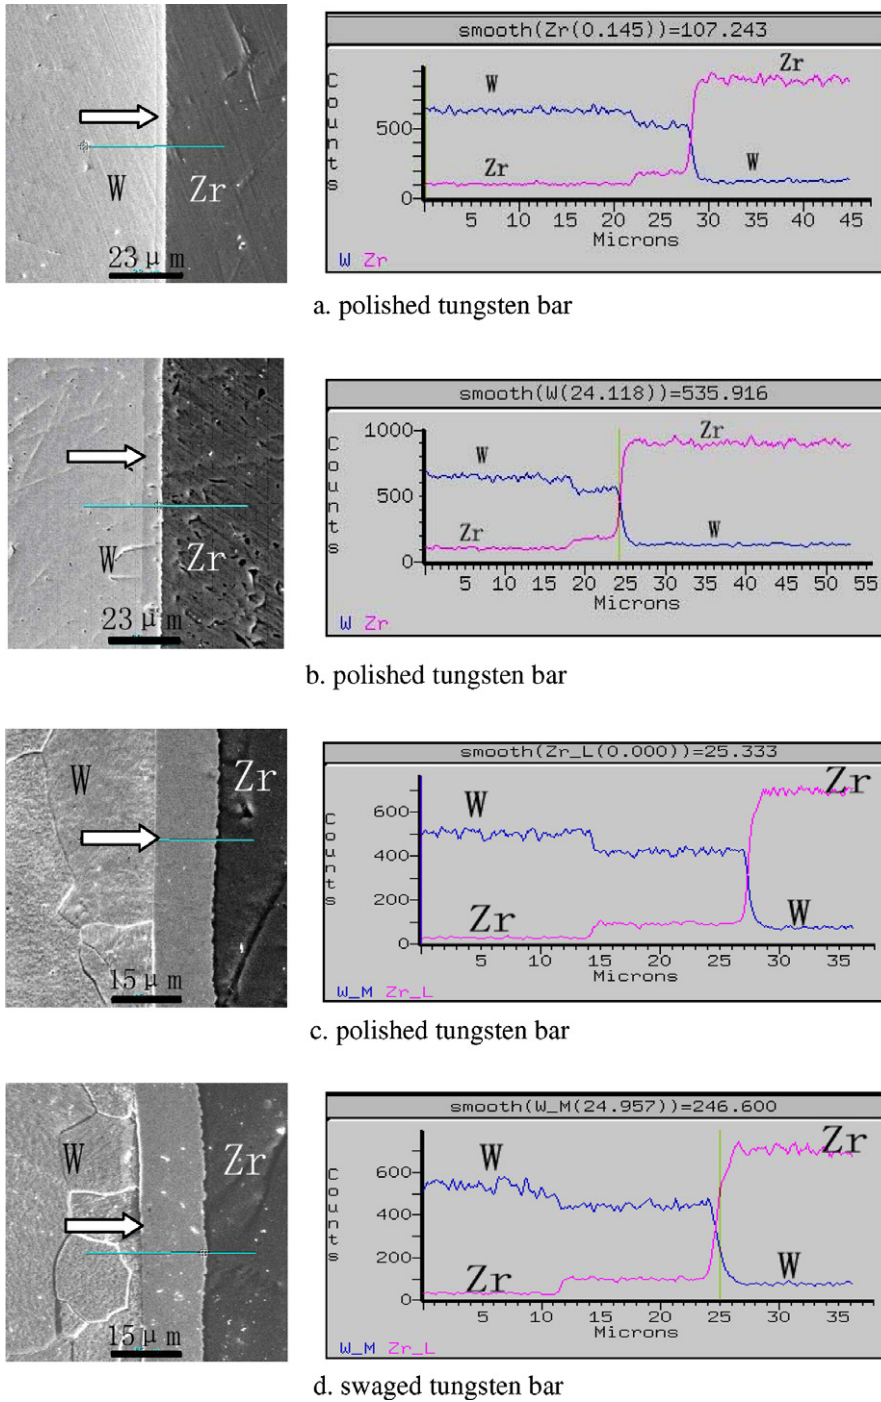 W
Zr
23 μm
smooth(Zr(0.145))=107.243
Counts
500
0
W
Zr
Zr
W
5 10 15 20 25 30 35 40 45
Microns
W Zr
a. polished tungsten bar
W
Zr
23 μm
smooth(W(24.118))=535.916
Counts
1000
500
0
W
Zr
Zr
W
0 5 10 15 20 25 30 35 40 45 50 55
Microns
W Zr
b. polished tungsten bar
W
Zr
15 μm
smooth(Zr_L(0.000))=25.333
Counts
600
400
200
0
W
Zr
Zr
W
5 10 15 20 25 30 35
Microns
W_M Zr_L
c. polished tungsten bar
W
Zr
15 μm
smooth(W_M(24.957))=246.600
Counts
600
400
200
0
W
Zr
Zr
W
5 10 15 20 25 30 35
Microns
W_M Zr_L
d. swaged tungsten bar